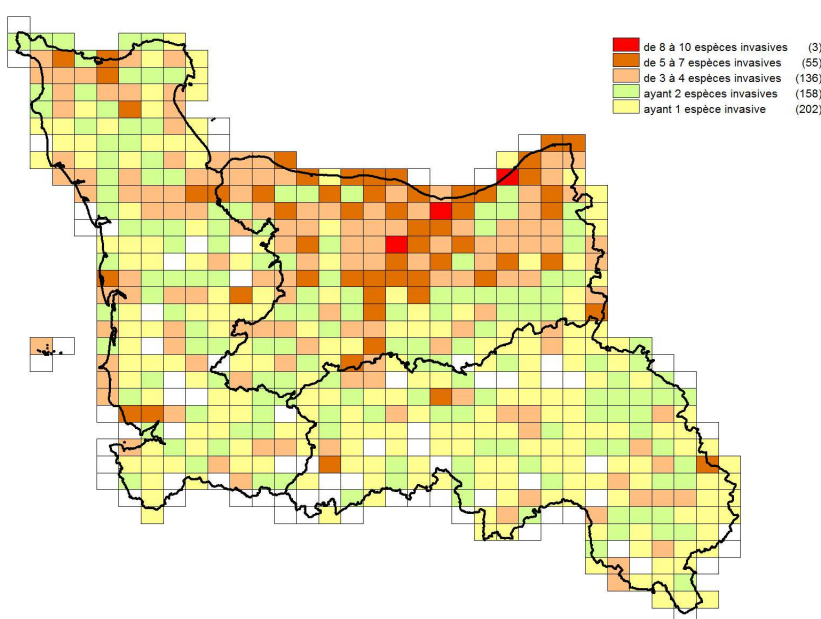 de 8 à 10 espèces invasives (3)
de 5 à 7 espèces invasives (55)
de 3 à 4 espèces invasives (136)
ayant 2 espèces invasives (158)
ayant 1 espèce invasive (202)